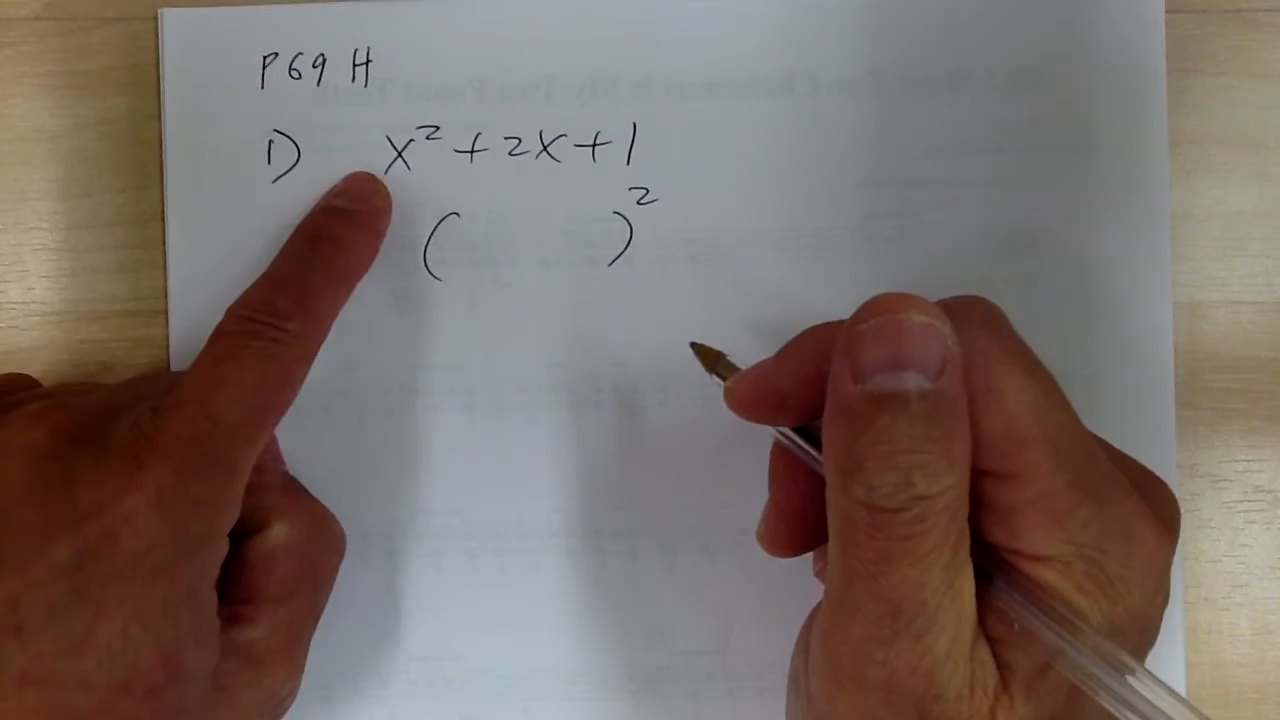 P69 H
1) x² + 2x + 1
(      )²